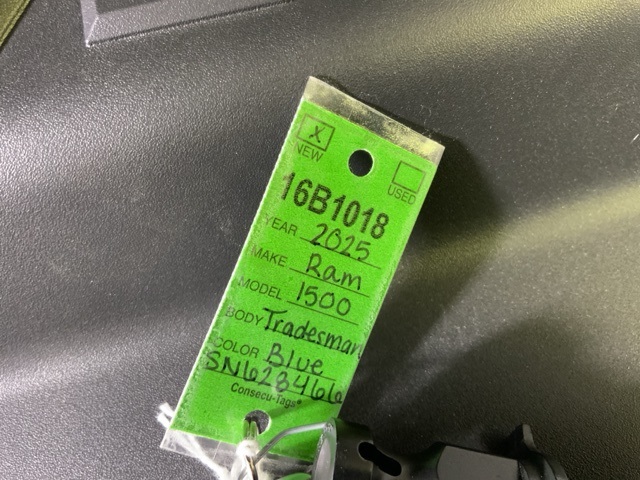 X
NEW USED
16B1018
YEAR 2025
MAKE Ram
MODEL 1500
BODY Tradesman
COLOR Blue
SN628466
Consecu-Tags®